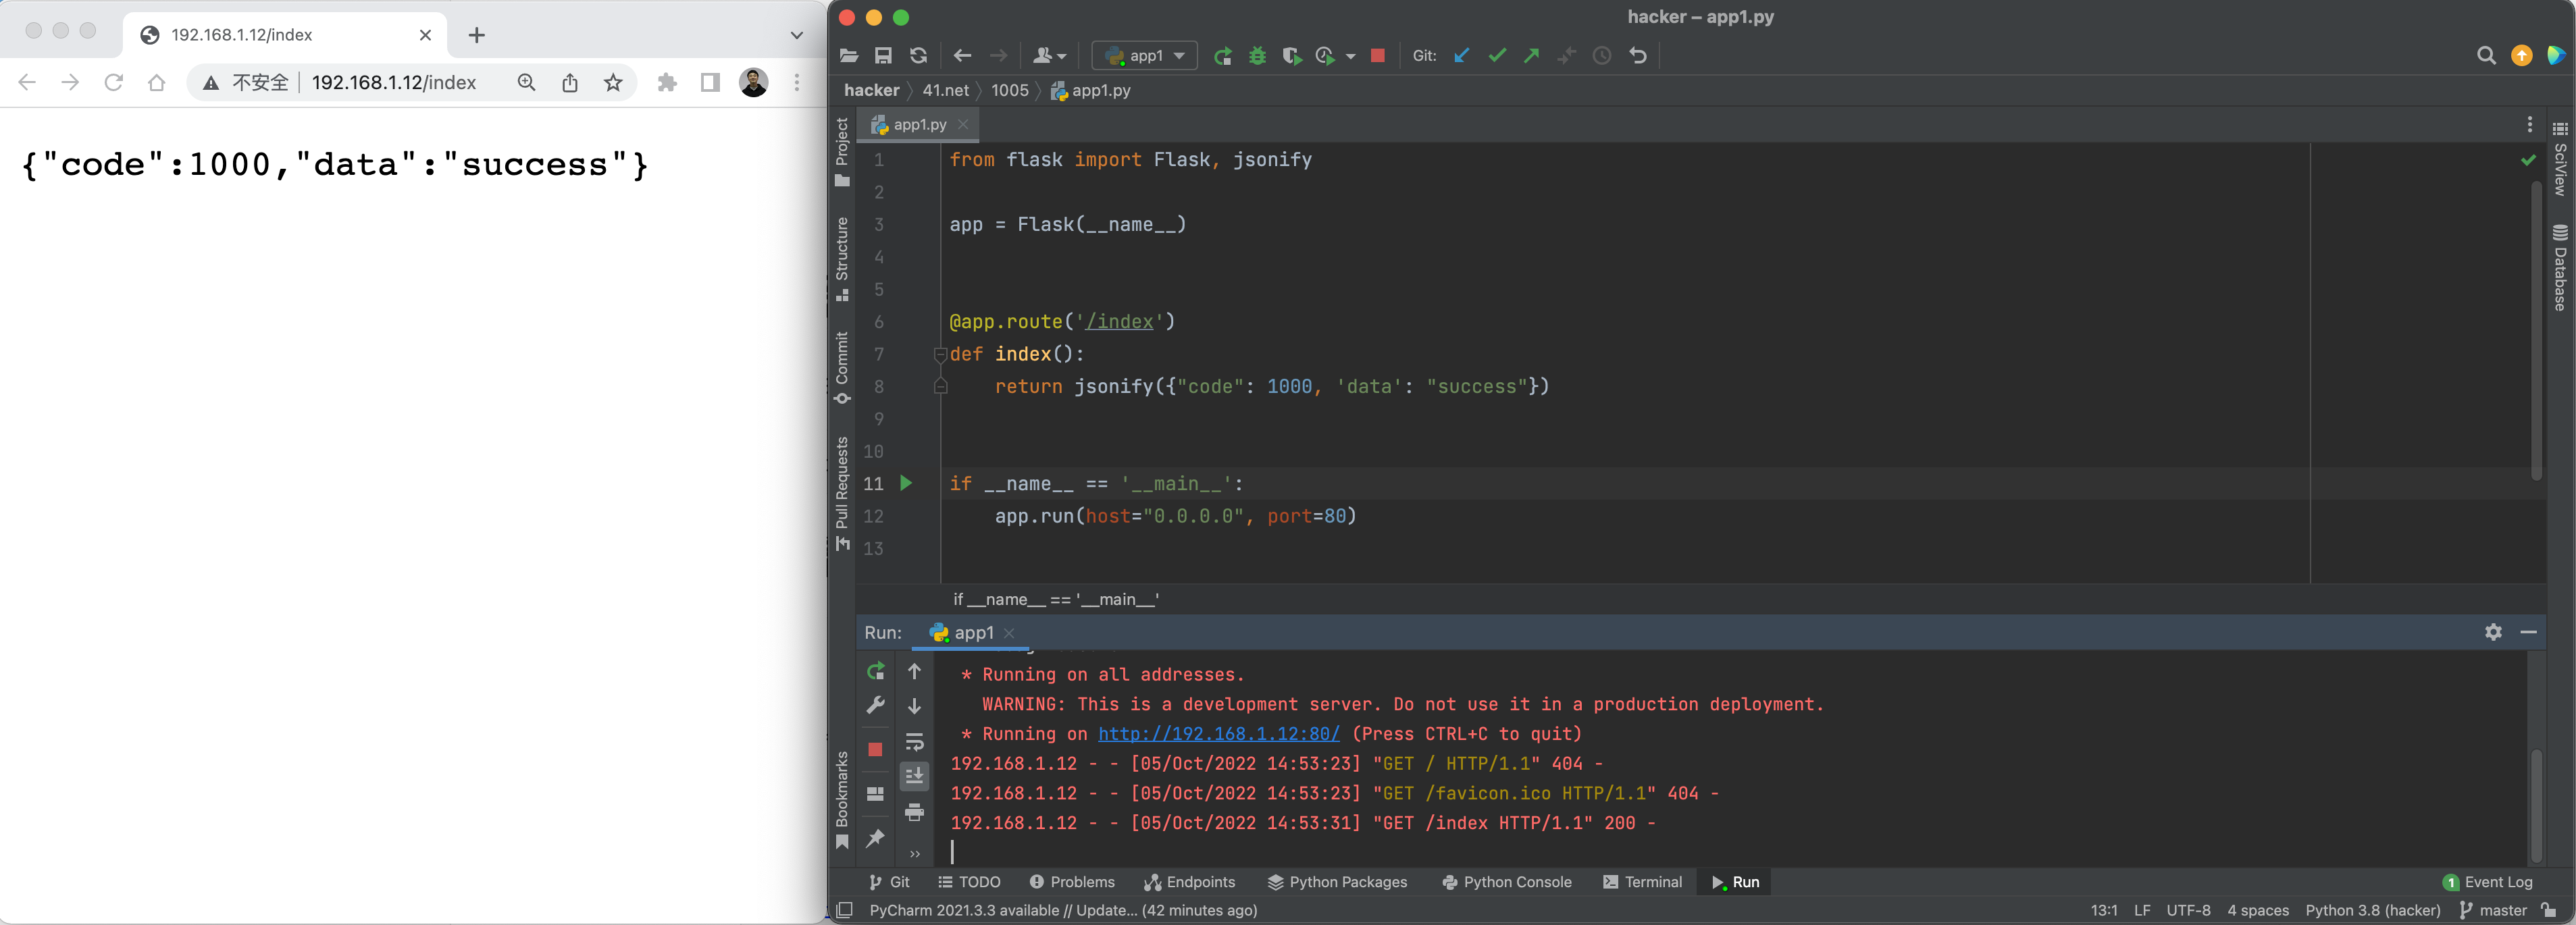 192.168.1.12/index
不安全 192.168.1.12/index
{"code":1000,"data":"success"}
hacker – app1.py
app1
Git:
hacker 41.net 1005 app1.py
app1.py
Project
Structure
Commit
Pull Requests
Bookmarks
SciView
Database
1 from flask import Flask, jsonify
2
3 app = Flask(__name__)
4
5
6 @app.route('/index')
7 def index():
8 return jsonify({"code": 1000, 'data': "success"})
9
10
11 if __name__ == '__main__':
12 app.run(host="0.0.0.0", port=80)
13
if __name__ == '__main__'
Run: app1
* Running on all addresses.
WARNING: This is a development server. Do not use it in a production deployment.
* Running on http://192.168.1.12:80/ (Press CTRL+C to quit)
192.168.1.12 - - [05/Oct/2022 14:53:23] "GET / HTTP/1.1" 404 -
192.168.1.12 - - [05/Oct/2022 14:53:23] "GET /favicon.ico HTTP/1.1" 404 -
192.168.1.12 - - [05/Oct/2022 14:53:31] "GET /index HTTP/1.1" 200 -
Git TODO Problems Endpoints Python Packages Python Console Terminal Run 1 Event Log
PyCharm 2021.3.3 available // Update... (42 minutes ago) 13:1 LF UTF-8 4 spaces Python 3.8 (hacker) master